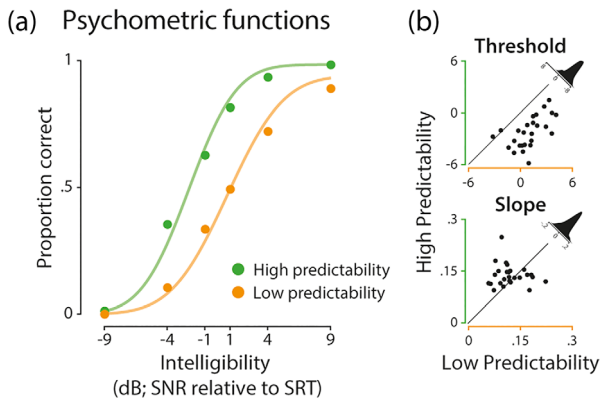 (a) Psychometric functions
Proportion correct
1
.5
0
High predictability
Low predictability
-9 -4 -1 1 4 9
Intelligibility
(dB; SNR relative to SRT)
(b)
Threshold
High Predictability
6
0
-6
-6 0 6
Slope
.3
.15
0
0 .15 .3
Low Predictability